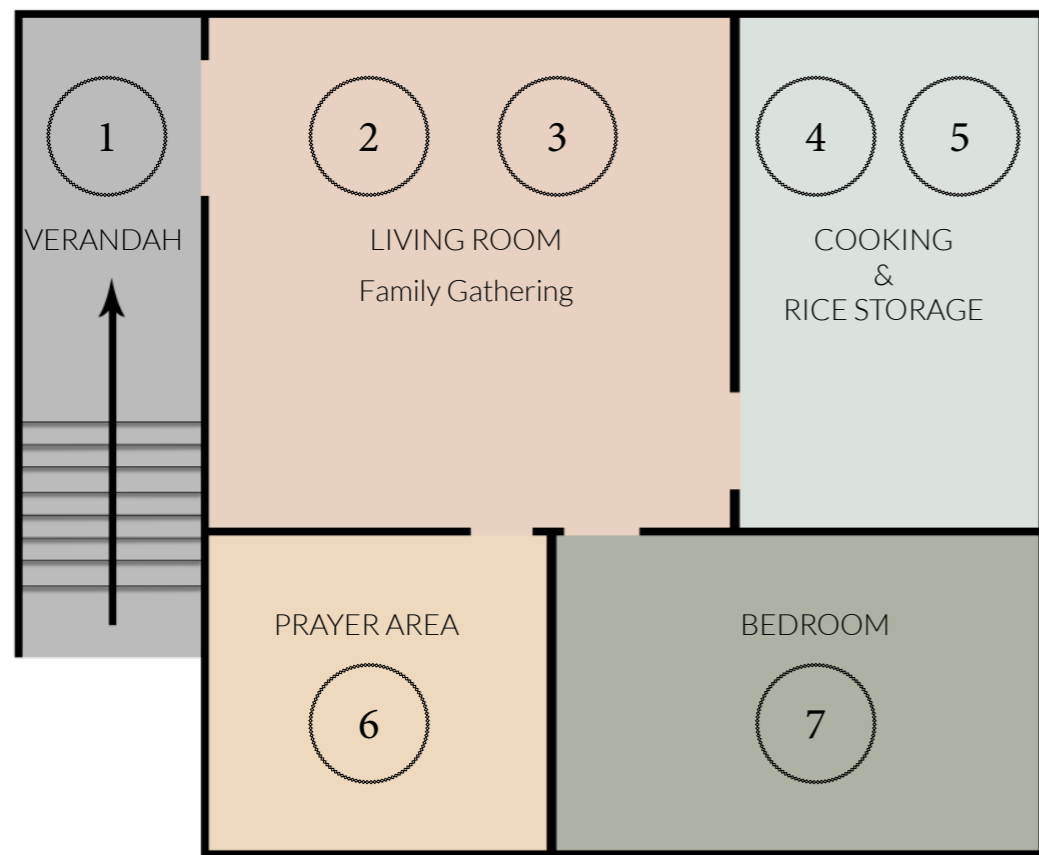 1
2
3
4
5
VERANDAH
LIVING ROOM
Family Gathering
COOKING
&
RICE STORAGE
PRAYER AREA
BEDROOM
6
7